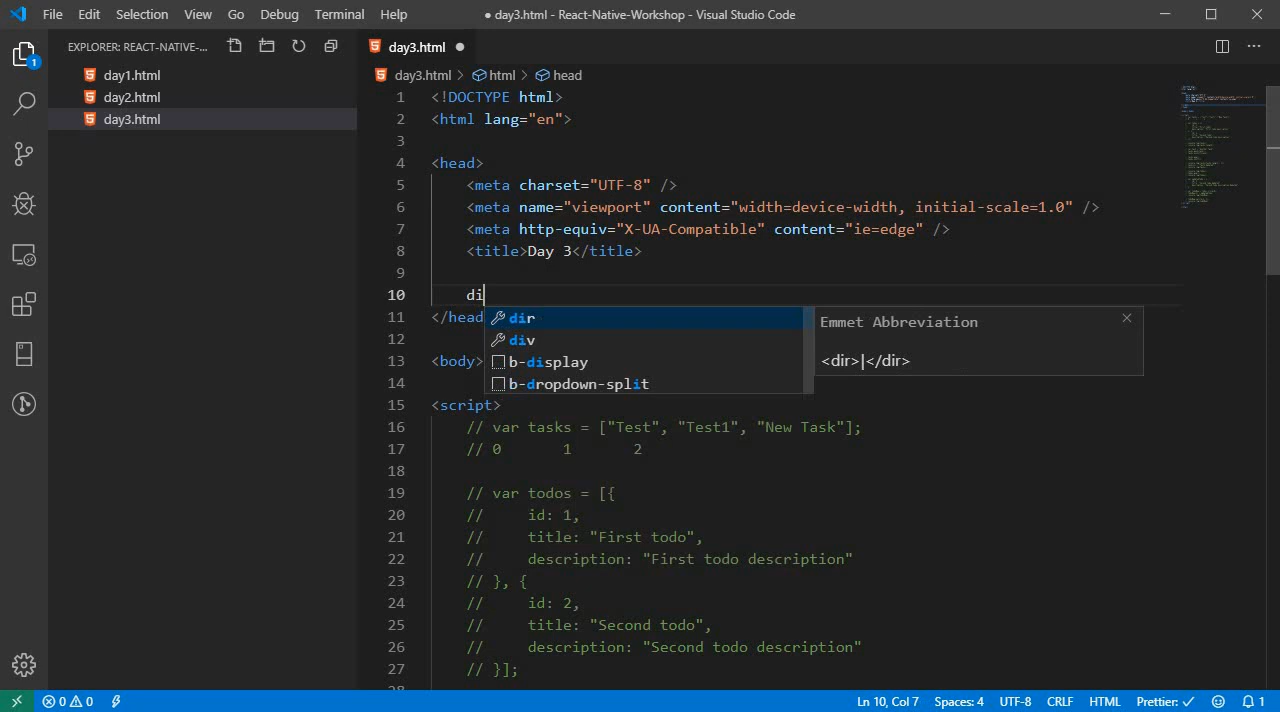 File Edit Selection View Go Debug Terminal Help
● day3.html - React-Native-Workshop - Visual Studio Code
1
EXPLORER: REACT-NATIVE-...
day1.html
day2.html
day3.html
day3.html ●
day3.html > html > head
1 <!DOCTYPE html>
2 <html lang="en">
3
4 <head>
5 <meta charset="UTF-8" />
6 <meta name="viewport" content="width=device-width, initial-scale=1.0" />
7 <meta http-equiv="X-UA-Compatible" content="ie=edge" />
8 <title>Day 3</title>
9
10 di
dir
div
b-display
b-dropdown-split
Emmet Abbreviation
<dir>|</dir>
11 </head
12
13 <body>
14
15 <script>
16 // var tasks = ["Test", "Test1", "New Task"];
17 // 0 1 2
18
19 // var todos = [{
20 // id: 1,
21 // title: "First todo",
22 // description: "First todo description"
23 // }, {
24 // id: 2,
25 // title: "Second todo",
26 // description: "Second todo description"
27 // }];
0 0
Ln 10, Col 7 Spaces: 4 UTF-8 CRLF HTML Prettier: ✓ 1